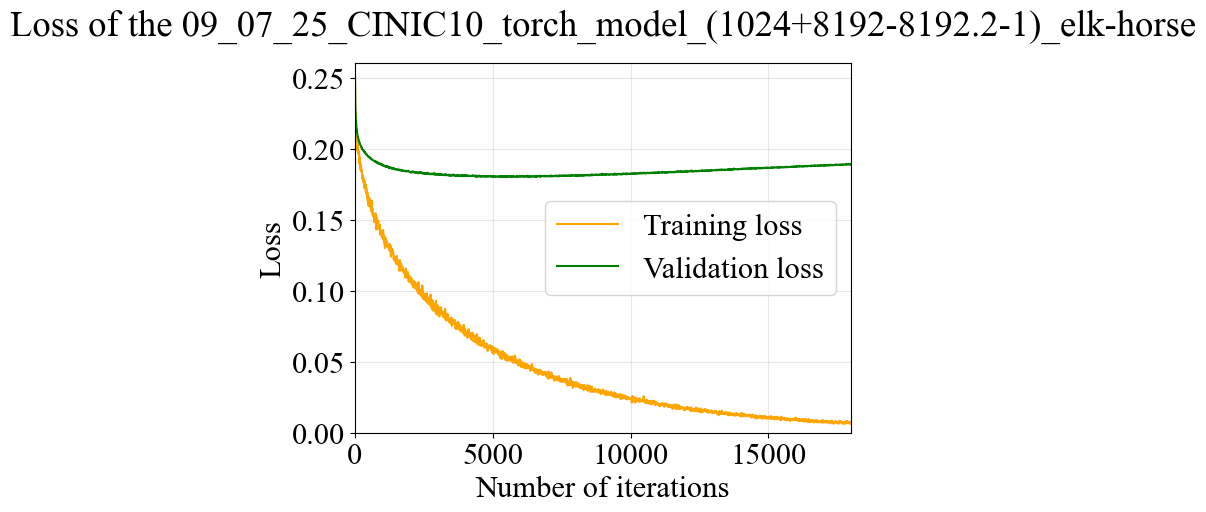 Loss of the 09_07_25_CINIC10_torch_model_(1024+8192-8192.2-1)_elk-horse
0.25
0.20
0.15
0.10
0.05
0.00
Loss
Training loss
Validation loss
0 5000 10000 15000
Number of iterations